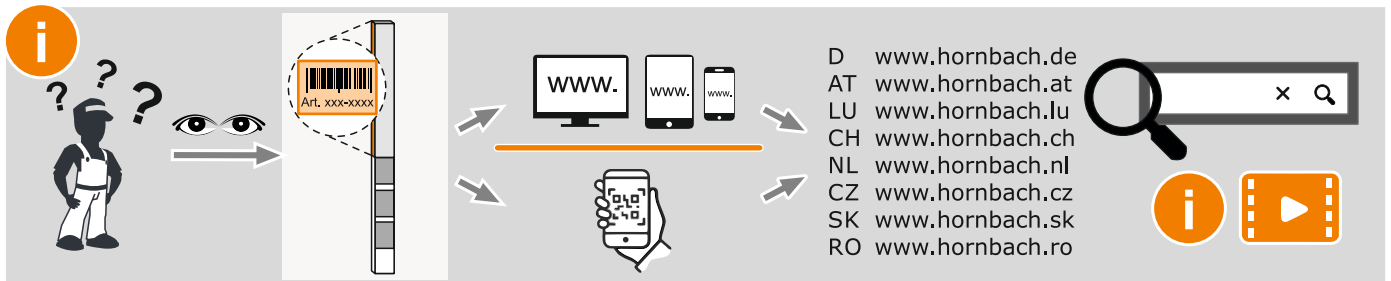 i
? ? ?
Art. xxx-xxxx
www.
www.
www.
D www.hornbach.de
AT www.hornbach.at
LU www.hornbach.lu
CH www.hornbach.ch
NL www.hornbach.nl
CZ www.hornbach.cz
SK www.hornbach.sk
RO www.hornbach.ro
i